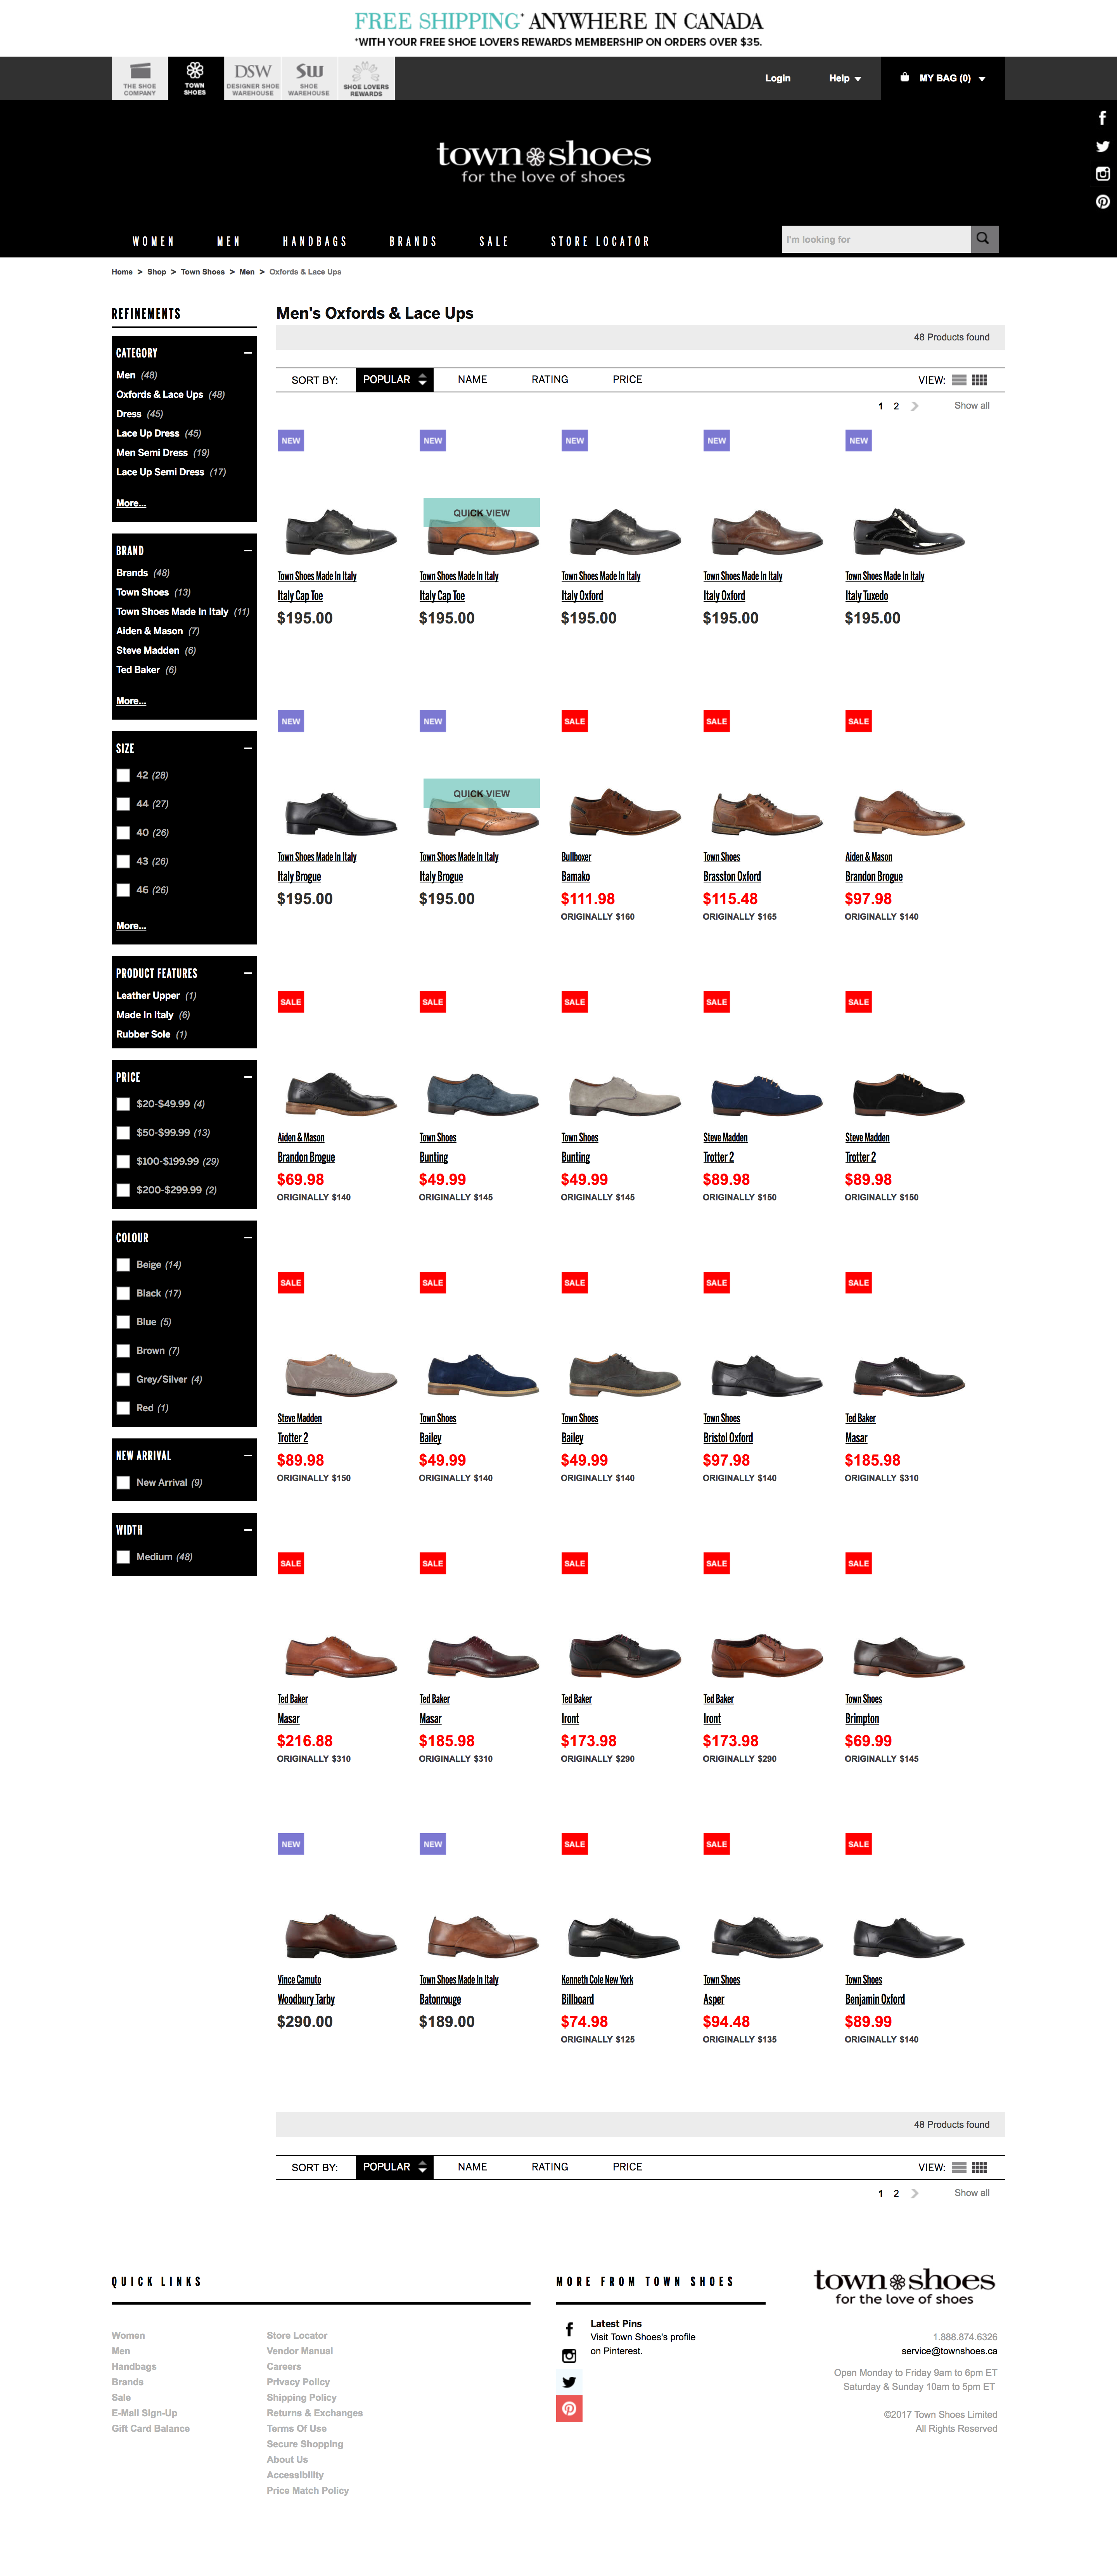 FREE SHIPPING* ANYWHERE IN CANADA
*WITH YOUR FREE SHOE LOVERS REWARDS MEMBERSHIP ON ORDERS OVER $35.
THE SHOE COMPANY
TOWN SHOES
DSW DESIGNER SHOE WAREHOUSE
SW SHOE WAREHOUSE
SHOE LOVERS REWARDS
Login
Help
MY BAG (0)
town shoes
for the love of shoes
WOMEN MEN HANDBAGS BRANDS SALE STORE LOCATOR
I'm looking for
Home > Shop > Town Shoes > Men > Oxfords & Lace Ups
REFINEMENTS
CATEGORY
Men (48)
Oxfords & Lace Ups (48)
Dress (45)
Lace Up Dress (45)
Men Semi Dress (19)
Lace Up Semi Dress (17)
More...
BRAND
Brands (48)
Town Shoes (13)
Town Shoes Made In Italy (11)
Aiden & Mason (7)
Steve Madden (6)
Ted Baker (6)
More...
SIZE
42 (28)
44 (27)
40 (26)
43 (26)
46 (26)
More...
PRODUCT FEATURES
Leather Upper (1)
Made In Italy (6)
Rubber Sole (1)
PRICE
$20-$49.99 (4)
$50-$99.99 (13)
$100-$199.99 (29)
$200-$299.99 (2)
COLOUR
Beige (14)
Black (17)
Blue (5)
Brown (7)
Grey/Silver (4)
Red (1)
NEW ARRIVAL
New Arrival (9)
WIDTH
Medium (48)
Men's Oxfords & Lace Ups
48 Products found
SORT BY: POPULAR NAME RATING PRICE VIEW:
1 2 Show all
NEW NEW NEW NEW NEW
QUICK VIEW
Town Shoes Made In Italy Town Shoes Made In Italy Town Shoes Made In Italy Town Shoes Made In Italy Town Shoes Made In Italy
Italy Cap Toe Italy Cap Toe Italy Oxford Italy Oxford Italy Tuxedo
$195.00 $195.00 $195.00 $195.00 $195.00
NEW NEW SALE SALE SALE
QUICK VIEW
Town Shoes Made In Italy Town Shoes Made In Italy Bullboxer Town Shoes Aiden & Mason
Italy Brogue Italy Brogue Bamako Brasston Oxford Brandon Brogue
$195.00 $195.00 $111.98 $115.48 $97.98
ORIGINALLY $160 ORIGINALLY $165 ORIGINALLY $140
SALE SALE SALE SALE SALE
Aiden & Mason Town Shoes Town Shoes Steve Madden Steve Madden
Brandon Brogue Bunting Bunting Trotter 2 Trotter 2
$69.98 $49.99 $49.99 $89.98 $89.98
ORIGINALLY $140 ORIGINALLY $145 ORIGINALLY $145 ORIGINALLY $150 ORIGINALLY $150
SALE SALE SALE SALE SALE
Steve Madden Town Shoes Town Shoes Town Shoes Ted Baker
Trotter 2 Bailey Bailey Bristol Oxford Masar
$89.98 $49.99 $49.99 $97.98 $185.98
ORIGINALLY $150 ORIGINALLY $140 ORIGINALLY $140 ORIGINALLY $140 ORIGINALLY $310
SALE SALE SALE SALE SALE
Ted Baker Ted Baker Ted Baker Ted Baker Town Shoes
Masar Masar Iront Iront Brimpton
$216.88 $185.98 $173.98 $173.98 $69.99
ORIGINALLY $310 ORIGINALLY $310 ORIGINALLY $290 ORIGINALLY $290 ORIGINALLY $145
NEW NEW SALE SALE SALE
Vince Camuto Town Shoes Made In Italy Kenneth Cole New York Town Shoes Town Shoes
Woodbury Tarby Batonrouge Billboard Asper Benjamin Oxford
$290.00 $189.00 $74.98 $94.48 $89.99
ORIGINALLY $125 ORIGINALLY $135 ORIGINALLY $140
48 Products found
SORT BY: POPULAR NAME RATING PRICE VIEW:
1 2 Show all
QUICK LINKS
Women
Men
Handbags
Brands
Sale
E-Mail Sign-Up
Gift Card Balance
Store Locator
Vendor Manual
Careers
Privacy Policy
Shipping Policy
Returns & Exchanges
Terms Of Use
Secure Shopping
About Us
Accessibility
Price Match Policy
MORE FROM TOWN SHOES
Latest Pins
Visit Town Shoes's profile
on Pinterest.
town shoes
for the love of shoes
1.888.874.6326
service@townshoes.ca
Open Monday to Friday 9am to 6pm ET
Saturday & Sunday 10am to 5pm ET
©2017 Town Shoes Limited
All Rights Reserved